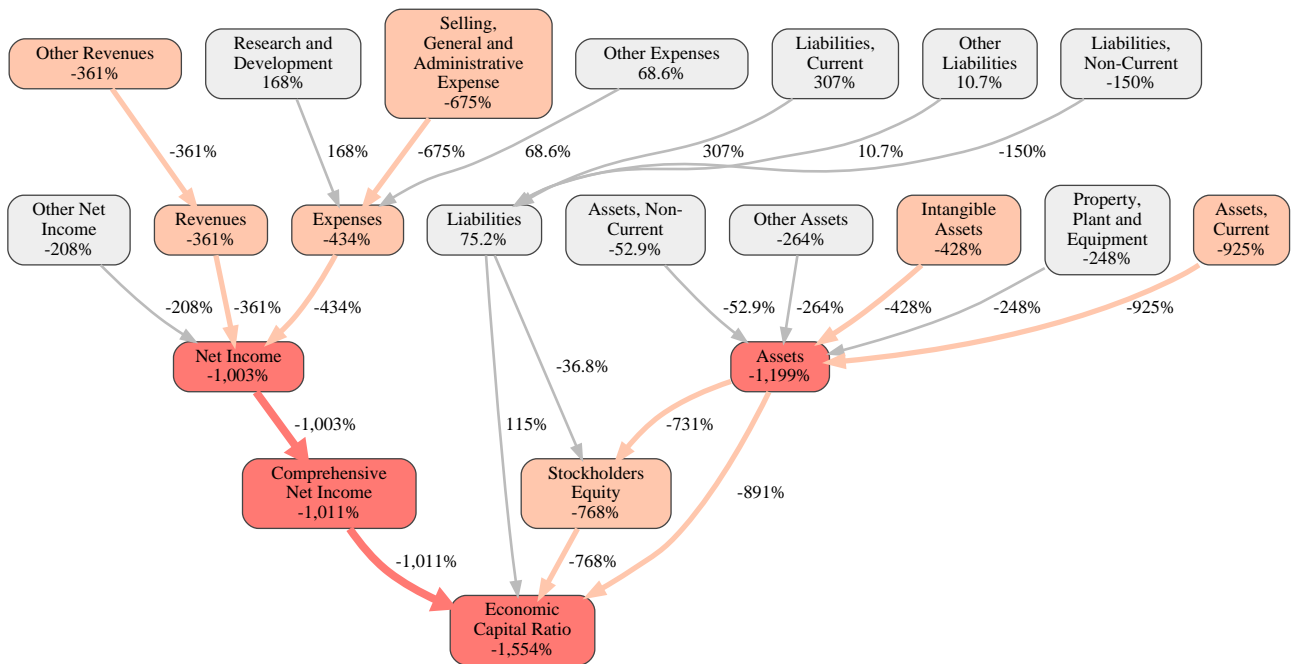 Other Revenues
-361%
Research and
Development
168%
Selling,
General and
Administrative
Expense
-675%
Other Expenses
68.6%
Liabilities,
Current
307%
Other
Liabilities
10.7%
Liabilities,
Non-Current
-150%
-361%
168%
-675%
68.6%
307%
10.7%
-150%
Other Net
Income
-208%
Revenues
-361%
Expenses
-434%
Liabilities
75.2%
Assets, Non-
Current
-52.9%
Other Assets
-264%
Intangible
Assets
-428%
Property,
Plant and
Equipment
-248%
Assets,
Current
-925%
-208%
-361%
-434%
-52.9%
-264%
-428%
-248%
-925%
Net Income
-1,003%
-36.8%
Assets
-1,199%
-1,003%
115%
-731%
Comprehensive
Net Income
-1,011%
Stockholders
Equity
-768%
-891%
-1,011%
-768%
Economic
Capital Ratio
-1,554%